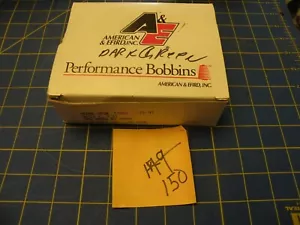 A&E
AMERICAN
& EFIRD, INC.
DARK GREEN
Performance Bobbins
AMERICAN & EFIRD, INC
150